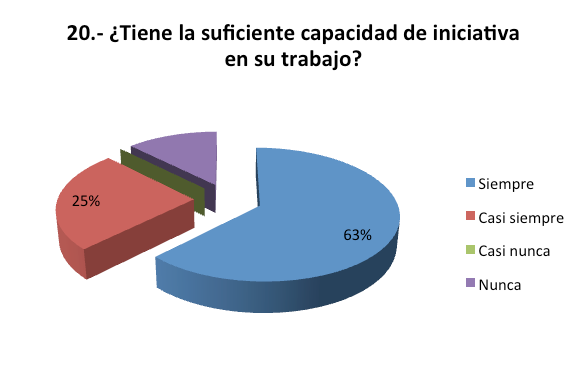 20.- ¿Tiene la suficiente capacidad de iniciativa
en su trabajo?
25%
63%
Siempre
Casi siempre
Casi nunca
Nunca